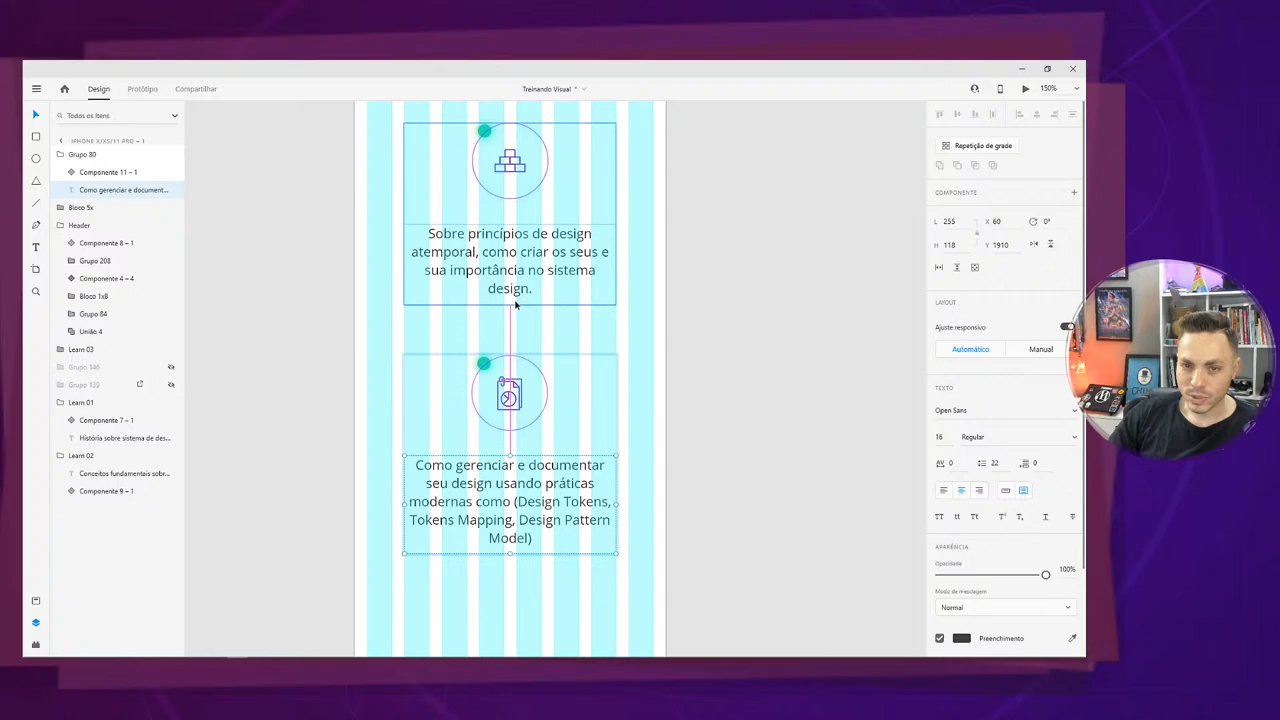 Design
Protótipo
Compartilhar
Treinando Visual *
150%
Todos os Itens
IPHONE X/XS/11 PRO – 1
Grupo 80
Componente 11 – 1
T Como gerenciar e document...
Bloco 5x
Header
Componente 8 – 1
Grupo 208
Componente 4 – 4
Bloco 1x8
Grupo 84
União 4
Learn 03
Grupo 146
Grupo 139
Learn 01
Componente 7 – 1
T História sobre sistema de des...
Learn 02
T Conceitos fundamentais sobr...
Componente 9 – 1
Sobre princípios de design
atemporal, como criar os seus e
sua importância no sistema
design.
Como gerenciar e documentar
seu design usando práticas
modernas como (Design Tokens,
Tokens Mapping, Design Pattern
Model)
Repetição de grade
COMPONENTE
L 255 X 60 0°
H 118 Y 1910
LAYOUT
Ajuste responsivo
Automático Manual
TEXTO
Open Sans
16 Regular
AV 0 22 0
TT tt Tt T T T T
APARÊNCIA
Opacidade
100%
Modo de mesclagem
Normal
Preenchimento